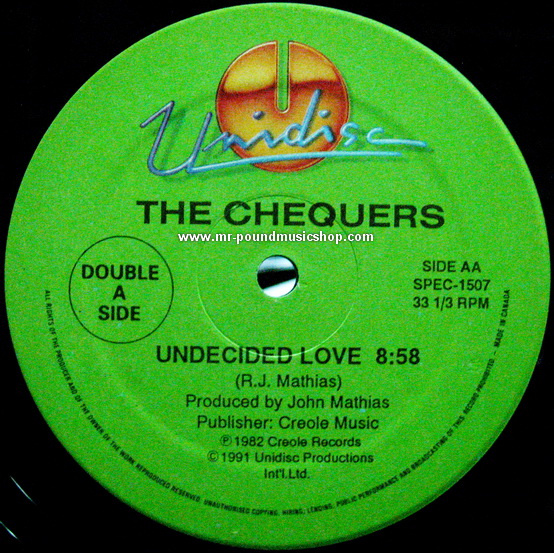 Unidisc
THE CHEQUERS
www.mr-poundmusicshop.com
DOUBLE
A
SIDE
SIDE AA
SPEC-1507
33 1/3 RPM
UNDECIDED LOVE 8:58
(R.J. Mathias)
Produced by John Mathias
Publisher: Creole Music
℗ 1982 Creole Records
© 1991 Unidisc Productions
Int'l.Ltd.
ALL RIGHTS OF THE PRODUCER AND OF THE OWNER OF THE WORK REPRODUCED RESERVED. UNAUTHORISED COPYING, HIRING, LENDING, PUBLIC PERFORMANCE AND BROADCASTING OF THIS RECORD PROHIBITED - MADE IN CANADA